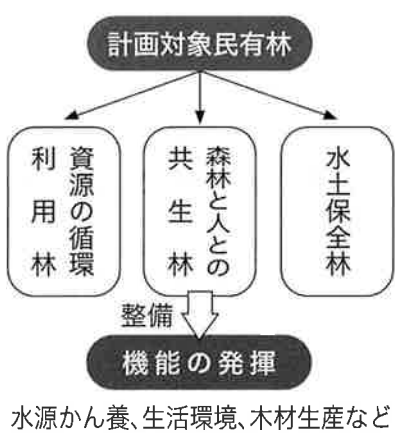 計画対象民有林
水土保全林
森林と人との
共生林
資源の循環
利用林
整備
機能の発揮
水源かん養、生活環境、木材生産など